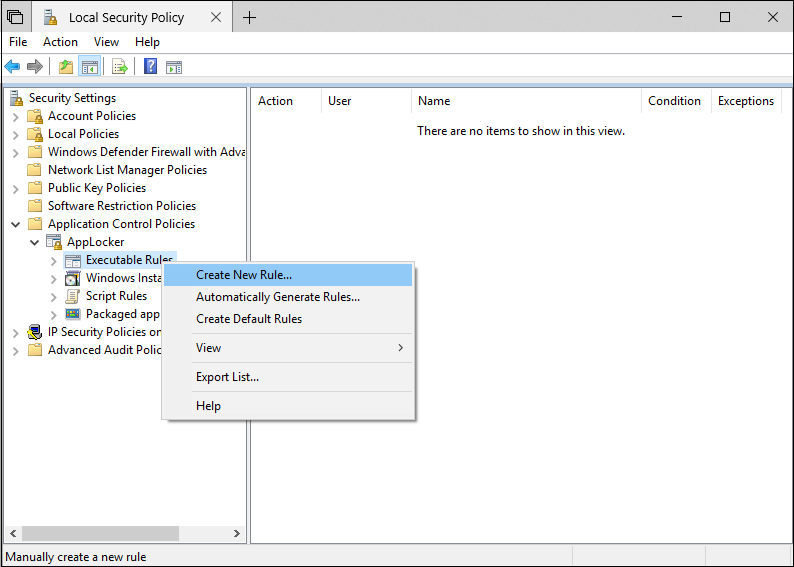 Local Security Policy
File Action View Help
Security Settings
Account Policies
Local Policies
Windows Defender Firewall with Adva
Network List Manager Policies
Public Key Policies
Software Restriction Policies
Application Control Policies
AppLocker
Executable Rules
Windows Insta
Script Rules
Packaged app
IP Security Policies on
Advanced Audit Polic
Create New Rule...
Automatically Generate Rules...
Create Default Rules
View
Export List...
Help
Action User Name Condition Exceptions
There are no items to show in this view.
Manually create a new rule